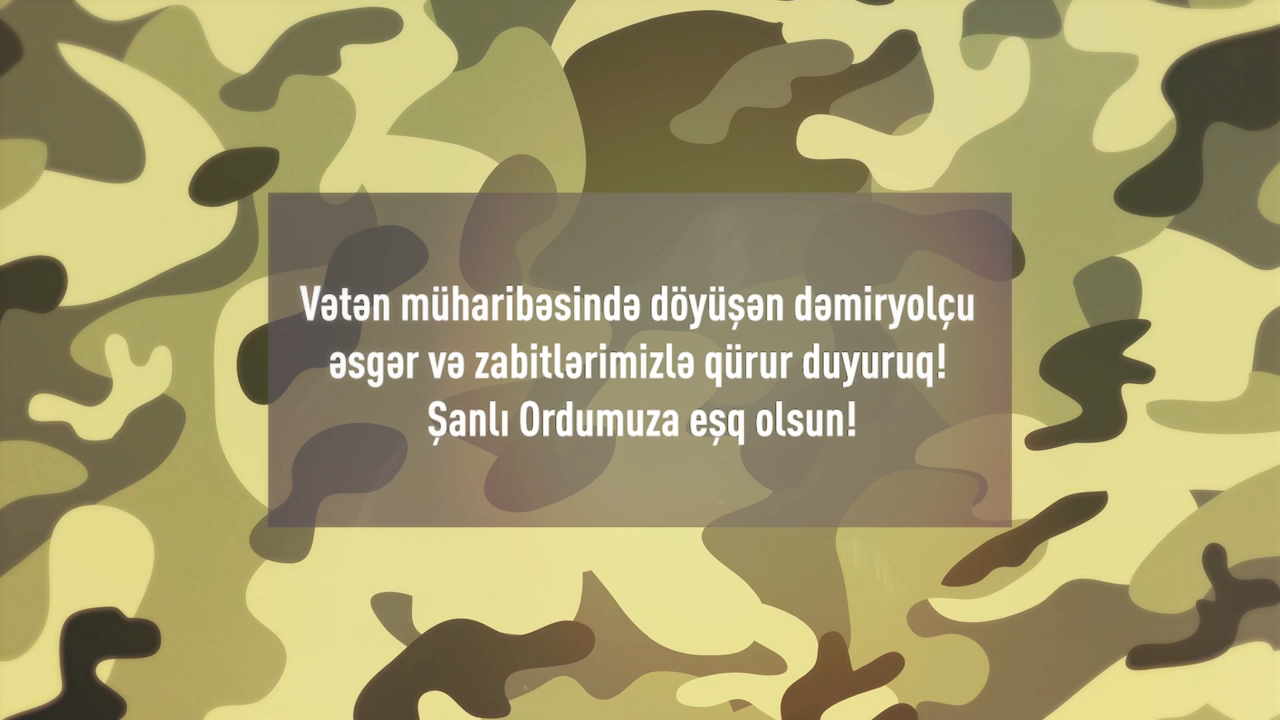 Vətən müharibəsində döyüşən dəmiryolçu
əsgər və zabitlərimizlə qürur duyuruq!
Şanlı Ordumuza eşq olsun!